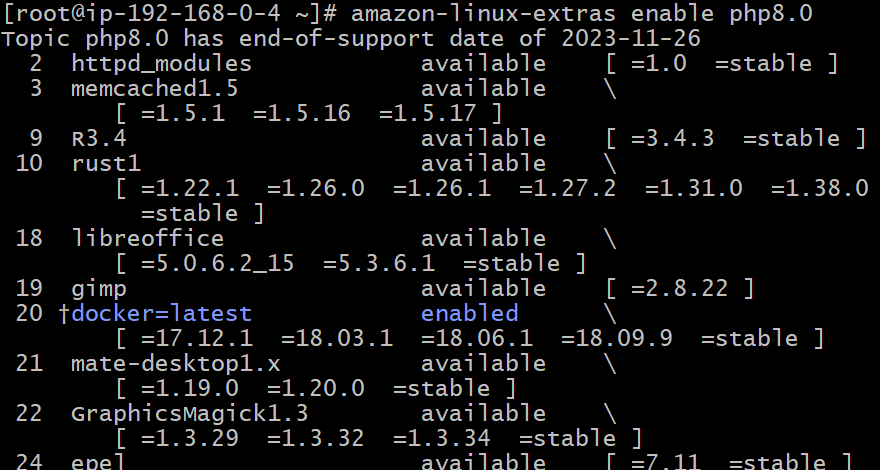 [root@ip-192-168-0-4 ~]# amazon-linux-extras enable php8.0
Topic php8.0 has end-of-support date of 2023-11-26
  2  httpd_modules            available    [ =1.0  =stable ]
  3  memcached1.5             available    \
        [ =1.5.1  =1.5.16  =1.5.17 ]
  9  R3.4                     available    [ =3.4.3  =stable ]
 10  rust1                    available    \
        [ =1.22.1  =1.26.0  =1.26.1  =1.27.2  =1.31.0  =1.38.0
          =stable ]
 18  libreoffice              available    \
        [ =5.0.6.2_15  =5.3.6.1  =stable ]
 19  gimp                     available    [ =2.8.22 ]
 20 †docker=latest            enabled      \
        [ =17.12.1  =18.03.1  =18.06.1  =18.09.9  =stable ]
 21  mate-desktop1.x          available    \
        [ =1.19.0  =1.20.0  =stable ]
 22  GraphicsMagick1.3        available    \
        [ =1.3.29  =1.3.32  =1.3.34  =stable ]
 24  epel                     available    [ =7.11  =stable ]